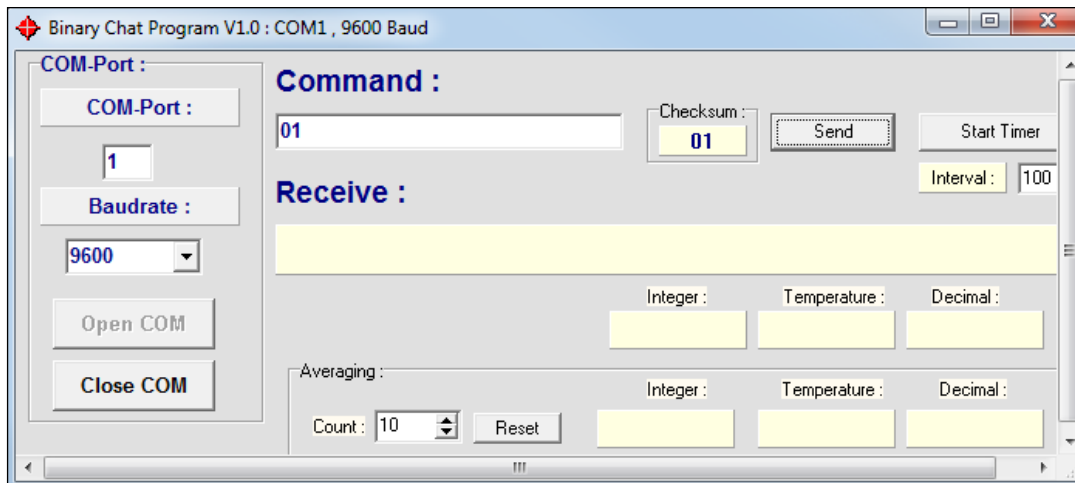 Binary Chat Program V1.0 : COM1 , 9600 Baud
COM-Port :
COM-Port :
1
Baudrate :
9600
Open COM
Close COM
Command :
01
Checksum :
01
Send
Start Timer
Interval : 100
Receive :
Integer : Temperature : Decimal :
Averaging :
Count : 10 Reset
Integer : Temperature : Decimal :